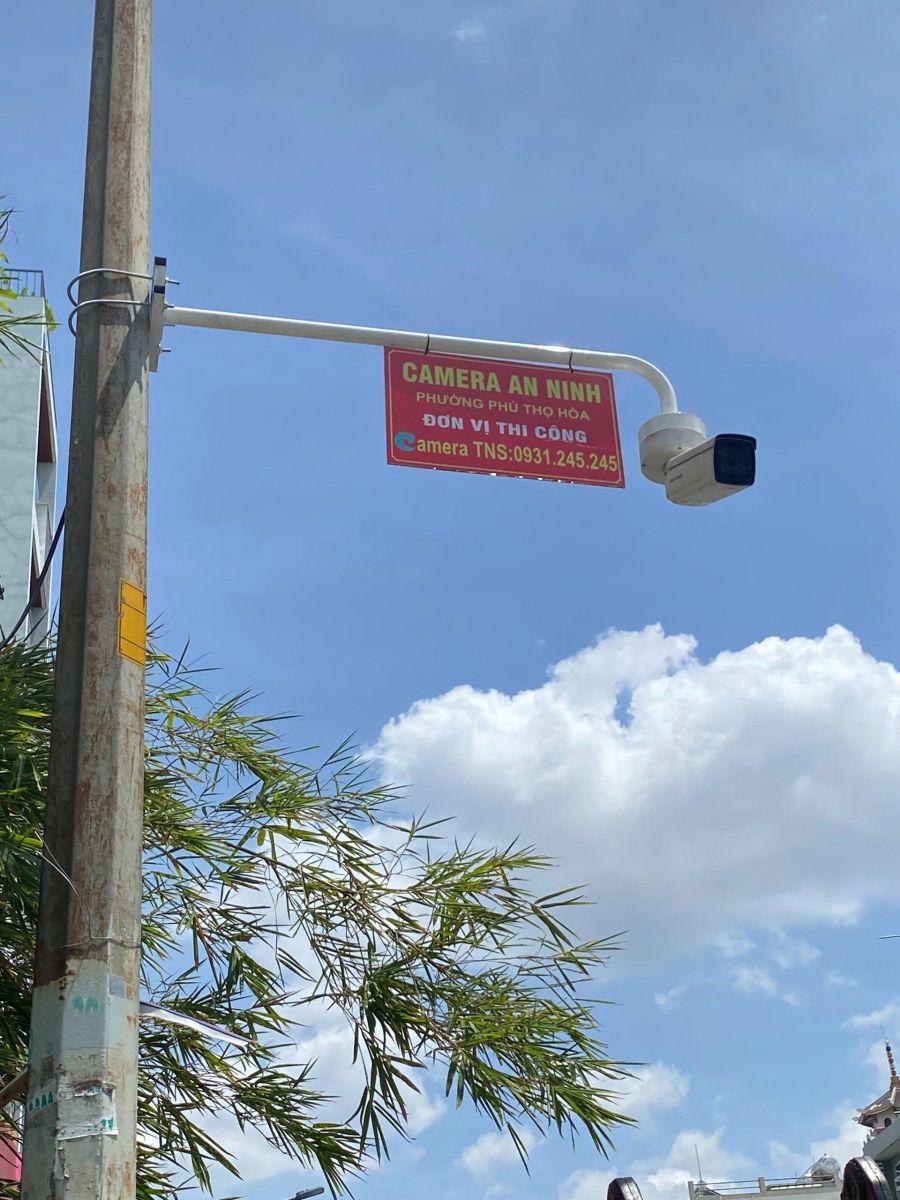 CAMERA AN NINH
PHƯỜNG PHÚ THỌ HÒA
ĐƠN VỊ THI CÔNG
Camera TNS:0931.245.245